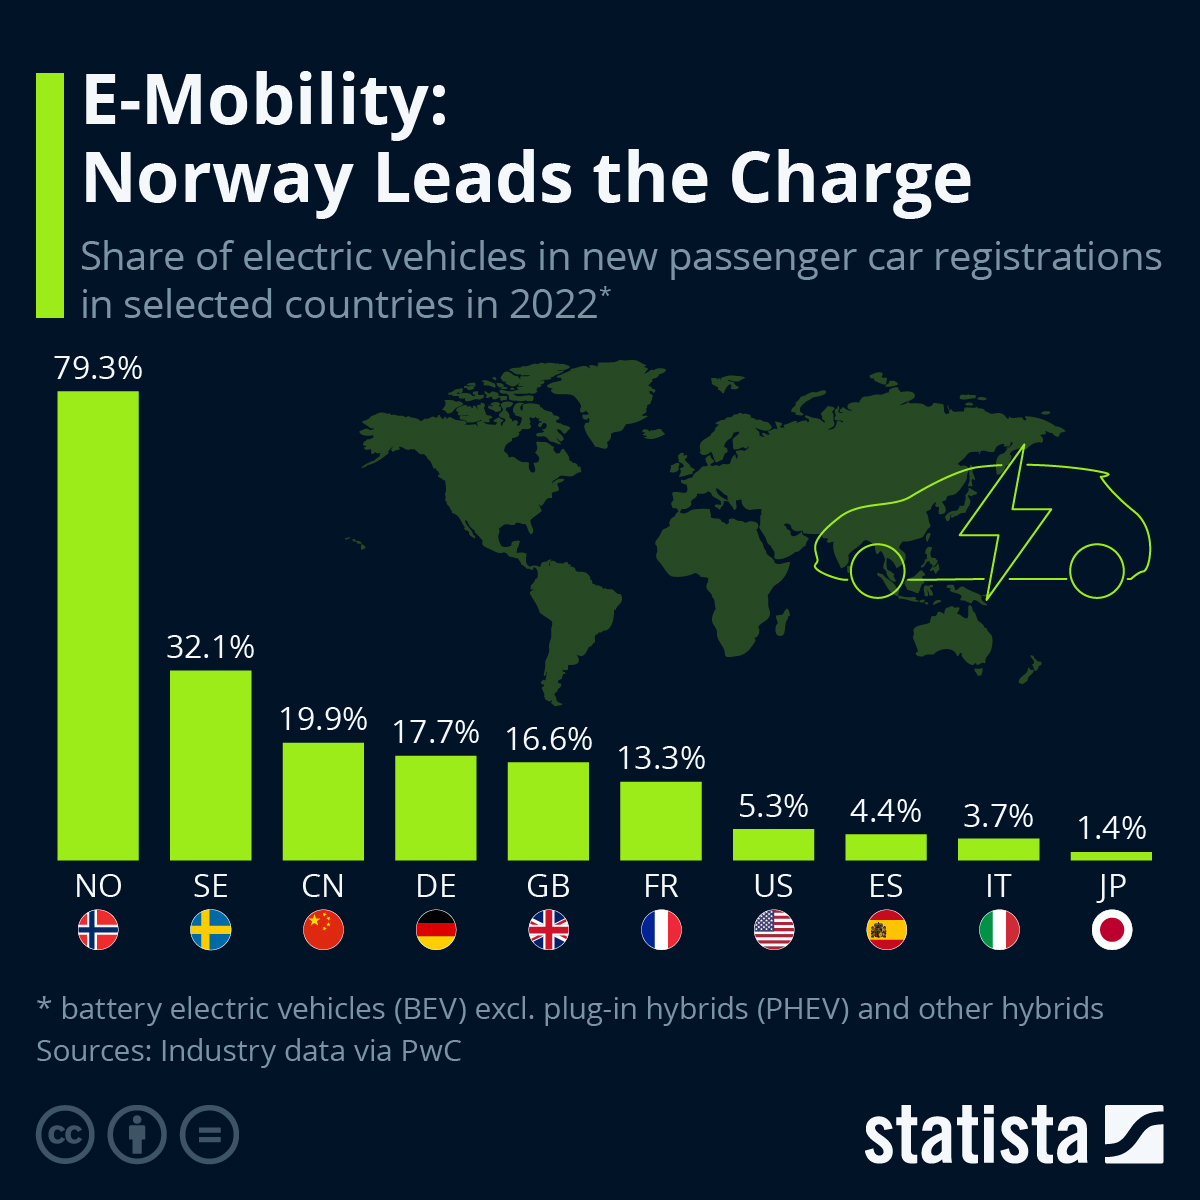 E-Mobility:
Norway Leads the Charge
Share of electric vehicles in new passenger car registrations
in selected countries in 2022*
79.3%
32.1%
19.9%
17.7%
16.6%
13.3%
5.3%
4.4%
3.7%
1.4%
NO SE CN DE GB FR US ES IT JP
* battery electric vehicles (BEV) excl. plug-in hybrids (PHEV) and other hybrids
Sources: Industry data via PwC
cc
statista